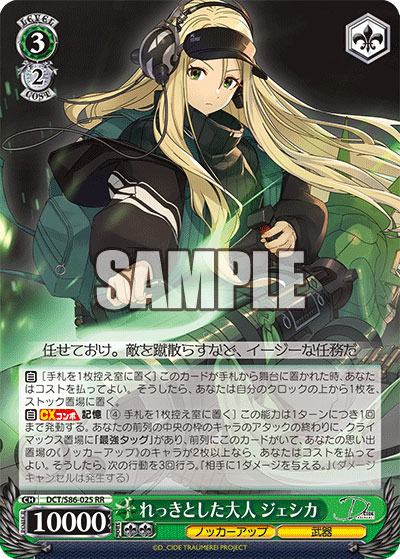 LEVEL
3
2
COST
SAMPLE
任せておけ。敵を蹴散らすなど、イージーな任務だ
自［手札を1枚控え室に置く］このカードが手札から舞台に置かれた時、あなた
はコストを払ってよい。そうしたら、あなたは自分のクロックの上から1枚を、
ストック置場に置く。
自 CXコンボ 記憶［④ 手札を1枚控え室に置く］この能力は1ターンにつき1回
まで発動する。あなたの前列の中央の枠のキャラのアタックの終わりに、クライ
マックス置場に「最強タッグ」があり、前列にこのカードがいて、あなたの思い出置
場の《ノッカーアップ》のキャラが2枚以上なら、あなたはコストを払ってよい。
そうしたら、次の行動を3回行う。『相手に1ダメージを与える。』（ダメージ
キャンセルは発生する）
CH DCT/S86-025 RR
10000
れっきとした大人 ジェシカ
ノッカーアップ 武器
©D_CIDE TRAUMEREI PROJECT